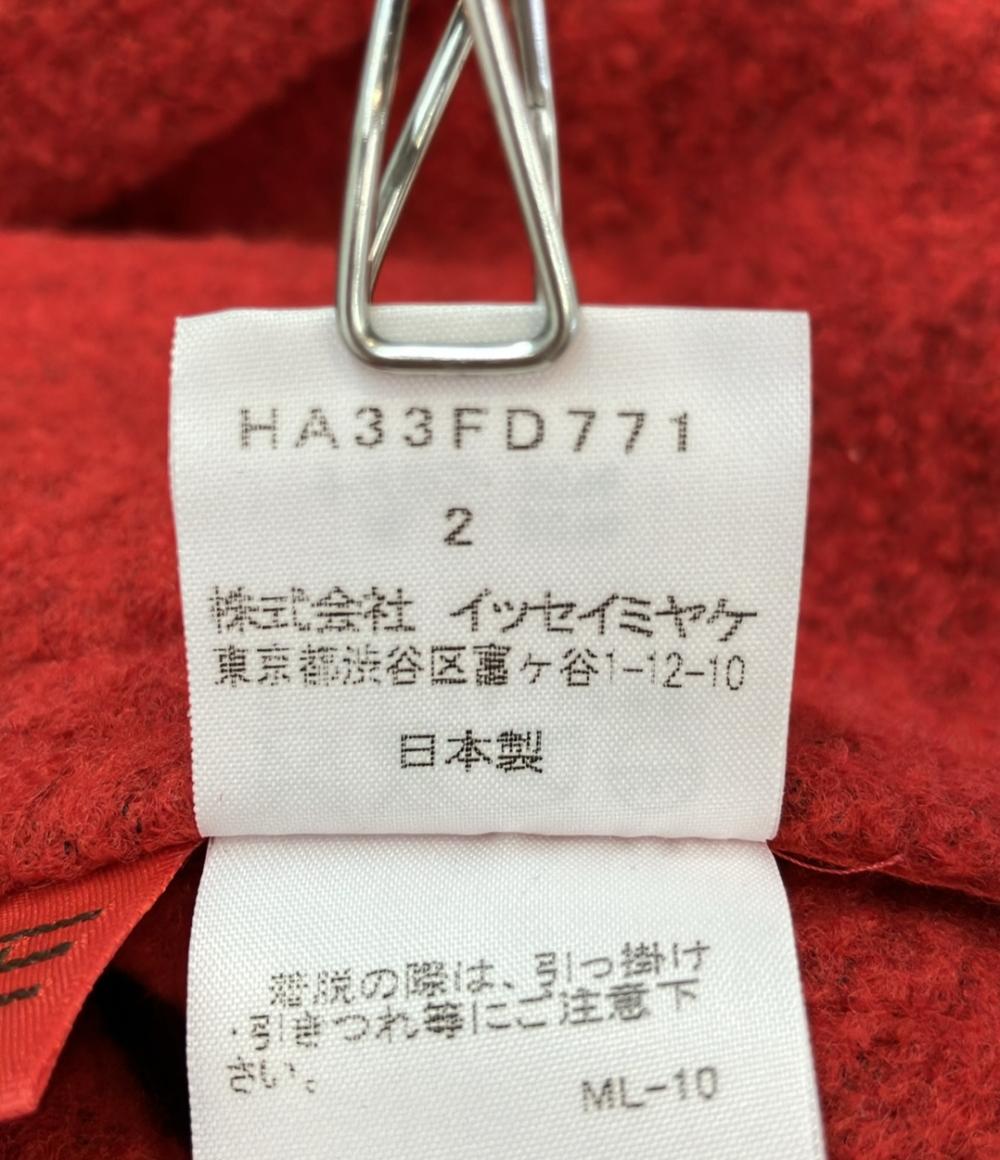 HA33FD771
2
株式会社 イッセイミヤケ
東京都渋谷区富ケ谷1-12-10
日本製
着脱の際は、引っ掛け
・引きつれ等にご注意下
さい。
ML-10